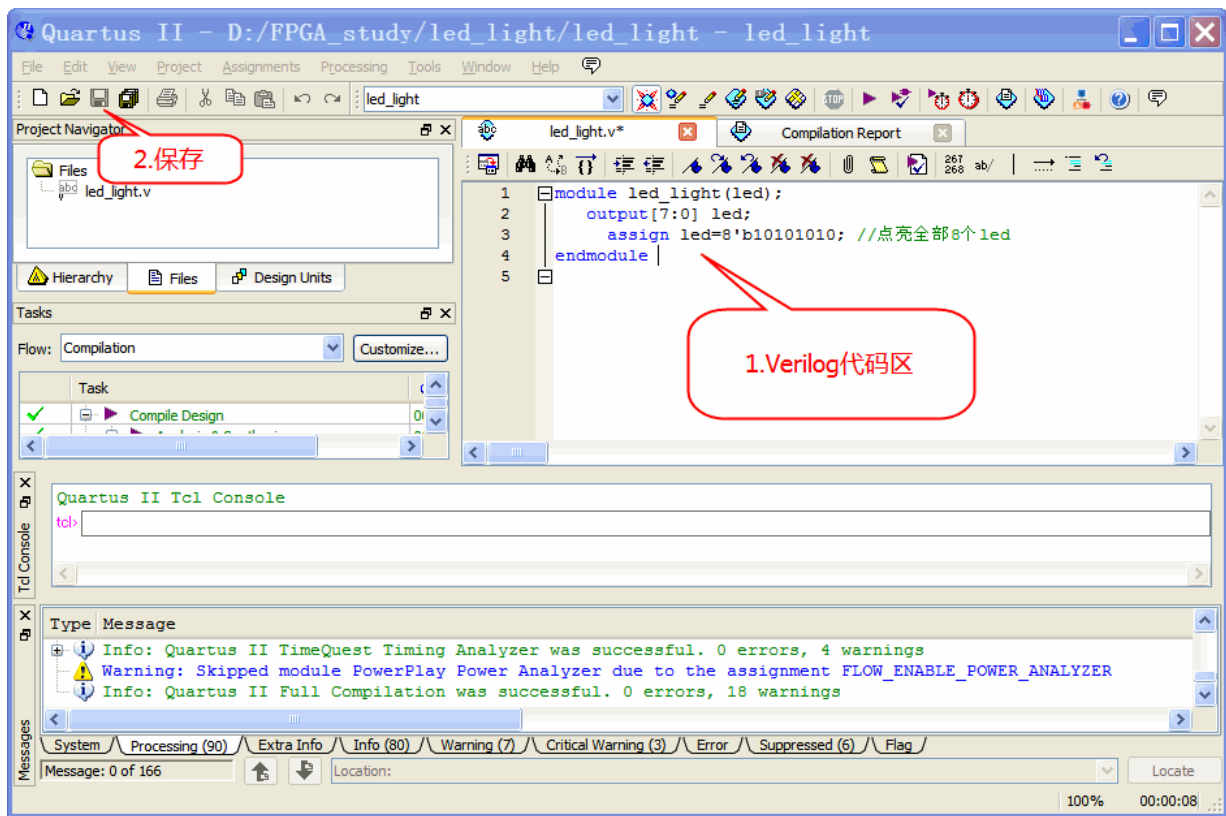 Quartus II - D:/FPGA_study/led_light/led_light - led_light
File Edit View Project Assignments Processing Tools Window Help
led_light
Project Navigator
2.保存
Files
led_light.v
Hierarchy Files Design Units
Tasks
Flow: Compilation Customize...
Task
Compile Design
led_light.v* Compilation Report
1 module led_light(led);
2 output[7:0] led;
3 assign led=8'b10101010; //点亮全部8个led
4 endmodule
5
1.Verilog代码区
Quartus II Tcl Console
tcl>
Tcl Console
Type Message
Info: Quartus II TimeQuest Timing Analyzer was successful. 0 errors, 4 warnings
Warning: Skipped module PowerPlay Power Analyzer due to the assignment FLOW_ENABLE_POWER_ANALYZER
Info: Quartus II Full Compilation was successful. 0 errors, 18 warnings
System Processing (90) Extra Info Info (80) Warning (7) Critical Warning (3) Error Suppressed (6) Flag
Messages
Message: 0 of 166 Location: Locate
100% 00:00:08